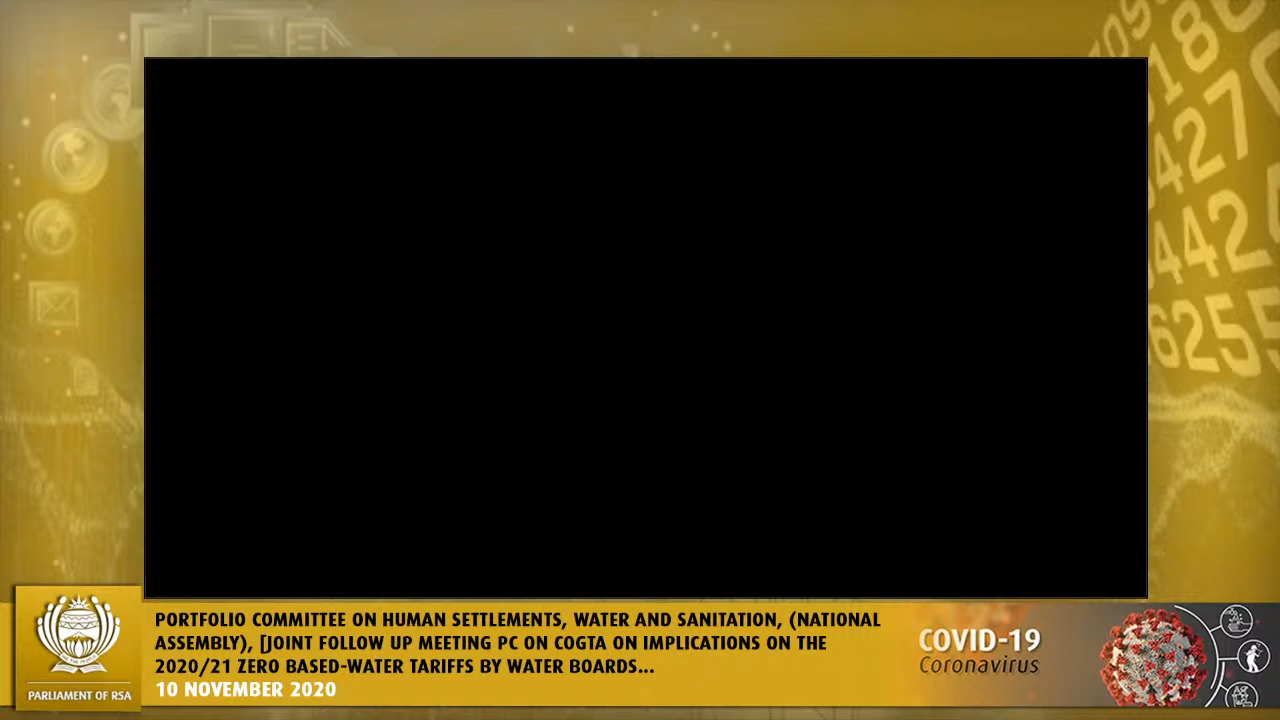 PORTFOLIO COMMITTEE ON HUMAN SETTLEMENTS, WATER AND SANITATION, (NATIONAL
ASSEMBLY), [JOINT FOLLOW UP MEETING PC ON COGTA ON IMPLICATIONS ON THE
2020/21 ZERO BASED-WATER TARIFFS BY WATER BOARDS...
10 NOVEMBER 2020
PARLIAMENT OF RSA
COVID-19
Coronavirus